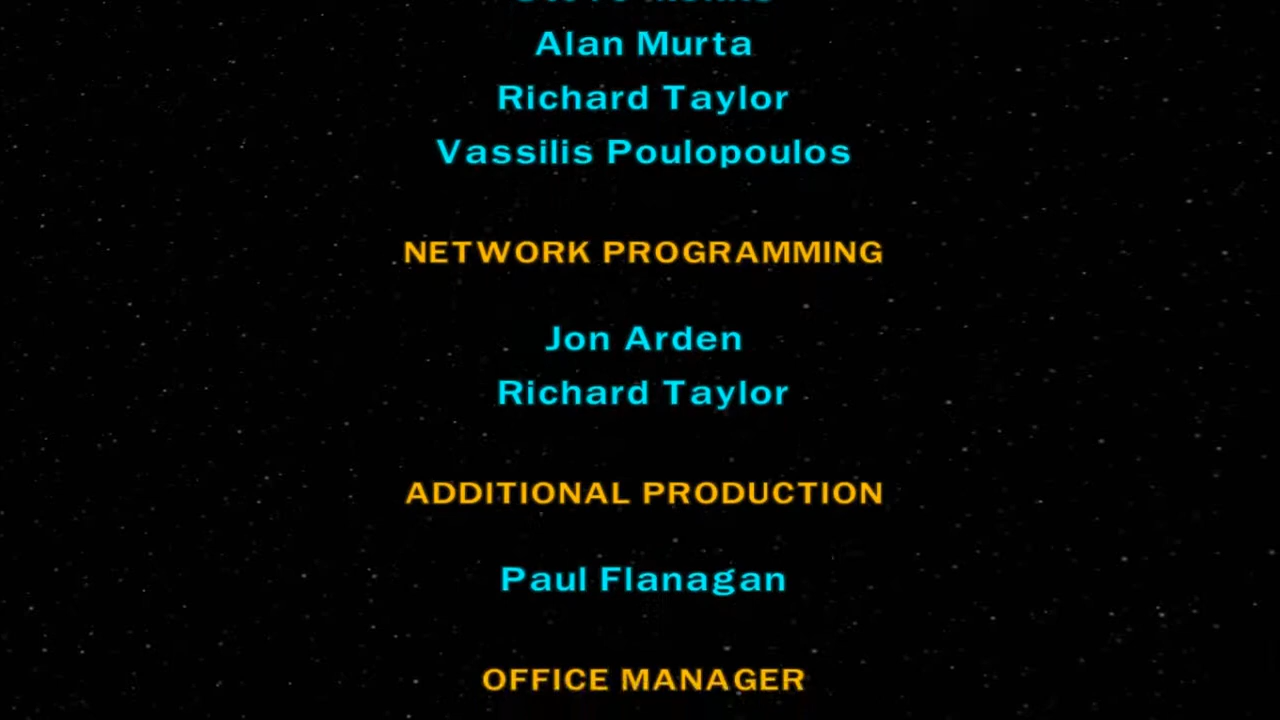 Alan Murta
Richard Taylor
Vassilis Poulopoulos
NETWORK PROGRAMMING
Jon Arden
Richard Taylor
ADDITIONAL PRODUCTION
Paul Flanagan
OFFICE MANAGER